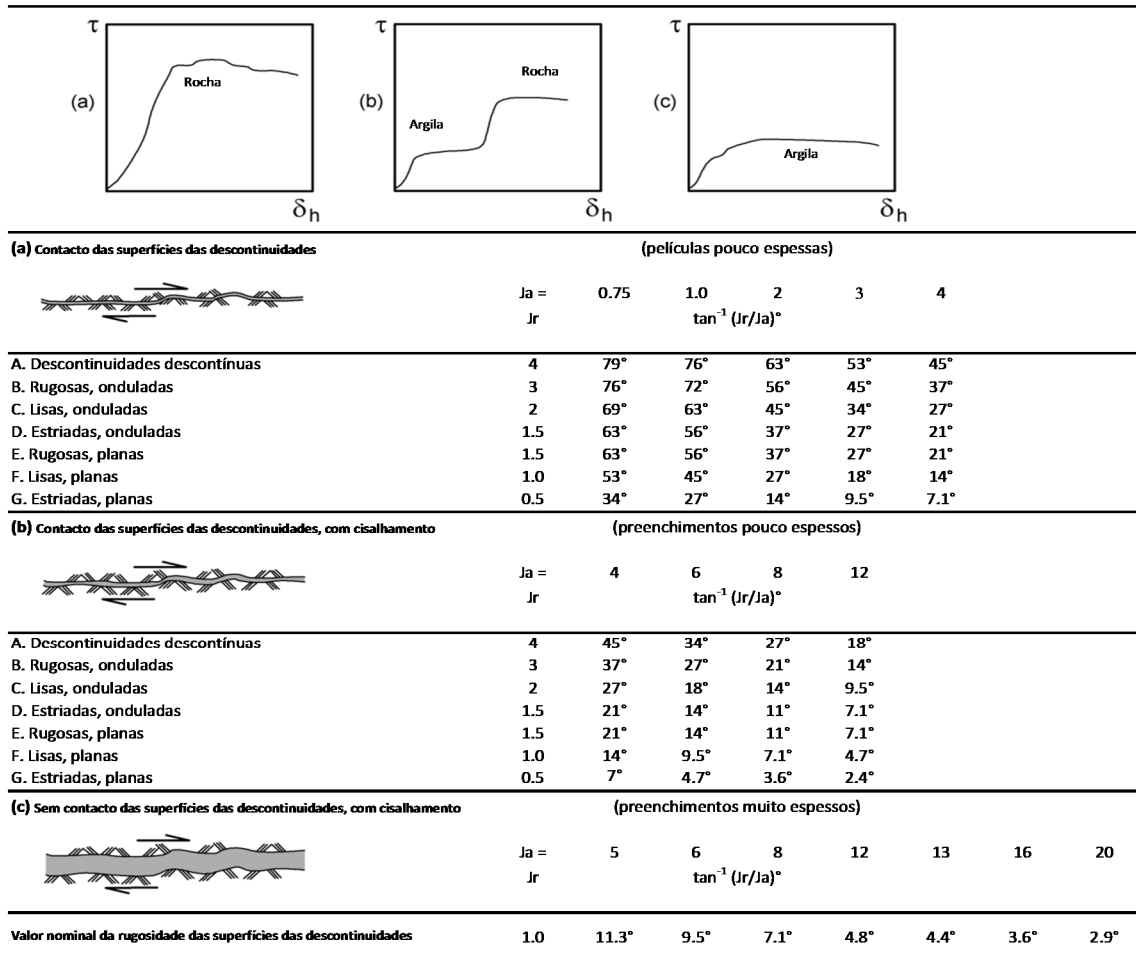 τ
τ
τ
Rocha
Rocha
(a)
(b)
(c)
Argila
Argila
δh
δh
δh
(a) Contacto das superfícies das descontinuidades (películas pouco espessas)
Ja = 0.75 1.0 2 3 4
Jr tan⁻¹ (Jr/Ja)°
A. Descontinuidades descontínuas 4 79° 76° 63° 53° 45°
B. Rugosas, onduladas 3 76° 72° 56° 45° 37°
C. Lisas, onduladas 2 69° 63° 45° 34° 27°
D. Estriadas, onduladas 1.5 63° 56° 37° 27° 21°
E. Rugosas, planas 1.5 63° 56° 37° 27° 21°
F. Lisas, planas 1.0 53° 45° 27° 18° 14°
G. Estriadas, planas 0.5 34° 27° 14° 9.5° 7.1°
(b) Contacto das superfícies das descontinuidades, com cisalhamento (preenchimentos pouco espessos)
Ja = 4 6 8 12
Jr tan⁻¹ (Jr/Ja)°
A. Descontinuidades descontínuas 4 45° 34° 27° 18°
B. Rugosas, onduladas 3 37° 27° 21° 14°
C. Lisas, onduladas 2 27° 18° 14° 9.5°
D. Estriadas, onduladas 1.5 21° 14° 11° 7.1°
E. Rugosas, planas 1.5 21° 14° 11° 7.1°
F. Lisas, planas 1.0 14° 9.5° 7.1° 4.7°
G. Estriadas, planas 0.5 7° 4.7° 3.6° 2.4°
(c) Sem contacto das superfícies das descontinuidades, com cisalhamento (preenchimentos muito espessos)
Ja = 5 6 8 12 13 16 20
Jr tan⁻¹ (Jr/Ja)°
Valor nominal da rugosidade das superfícies das descontinuidades 1.0 11.3° 9.5° 7.1° 4.8° 4.4° 3.6° 2.9°